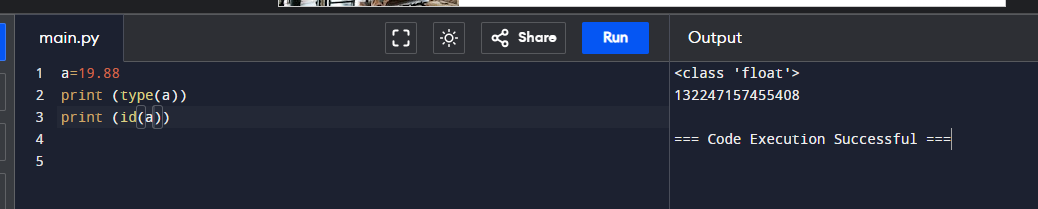 main.py
Share
Run
Output
1 a=19.88
2 print (type(a))
3 print (id(a))
4
5
<class 'float'>
132247157455408
=== Code Execution Successful ===